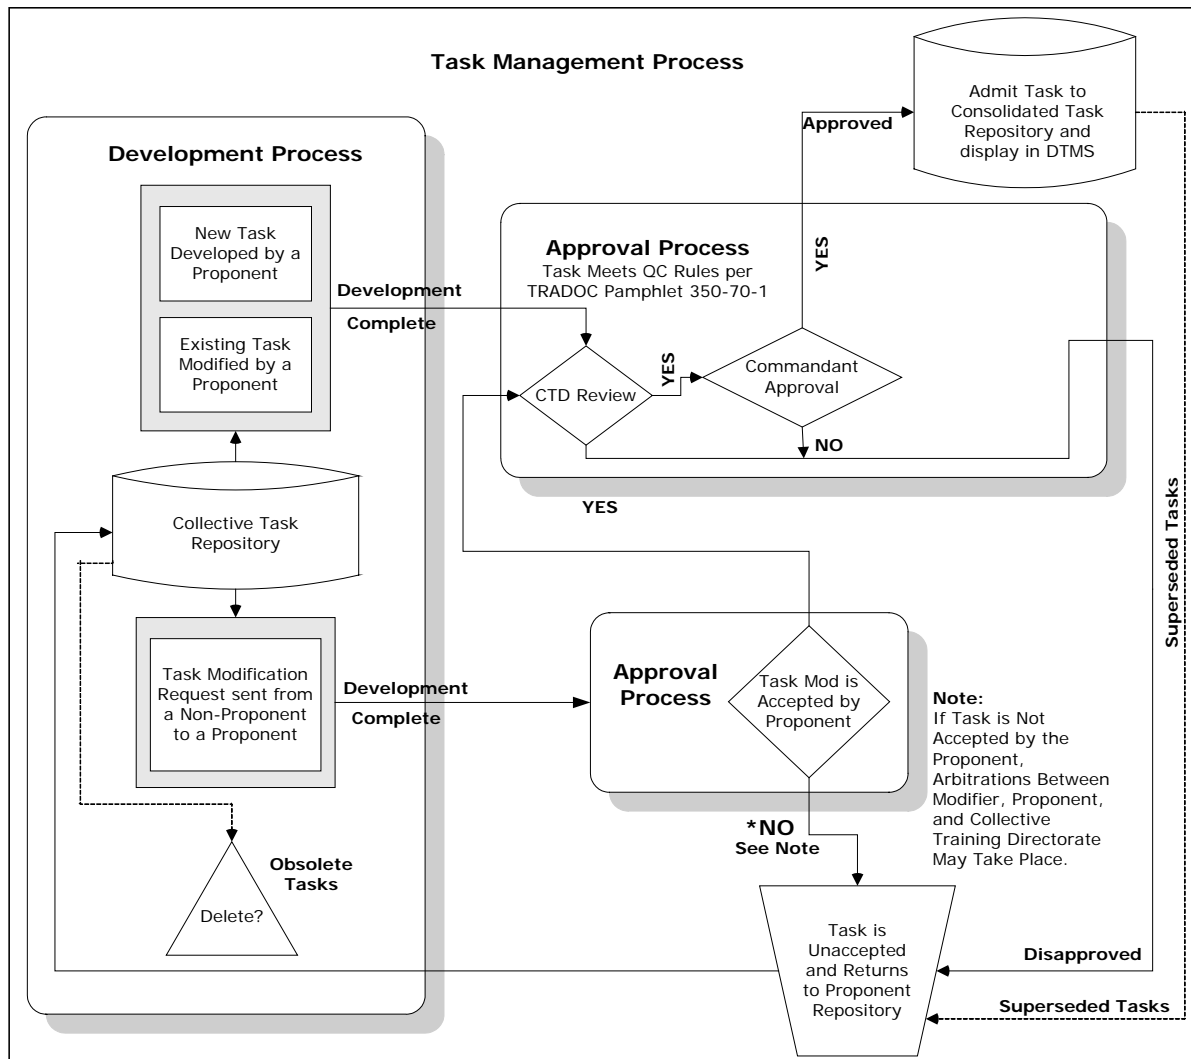 Task Management Process
Admit Task to
Consolidated Task
Repository and
display in DTMS
Approved
Development Process
New Task
Developed by a
Proponent
Existing Task
Modified by a
Proponent
Development
Complete
Approval Process
Task Meets QC Rules per
TRADOC Pamphlet 350-70-1
YES
CTD Review
YES
Commandant
Approval
NO
YES
Collective Task
Repository
Superseded Tasks
Task Modification
Request sent from
a Non-Proponent
to a Proponent
Development
Complete
Approval
Process
Task Mod is
Accepted by
Proponent
Note:
If Task is Not
Accepted by the
Proponent,
Arbitrations Between
Modifier, Proponent,
and Collective
Training Directorate
May Take Place.
*NO
See Note
Obsolete
Tasks
Delete?
Task is
Unaccepted
and Returns
to Proponent
Repository
Disapproved
Superseded Tasks